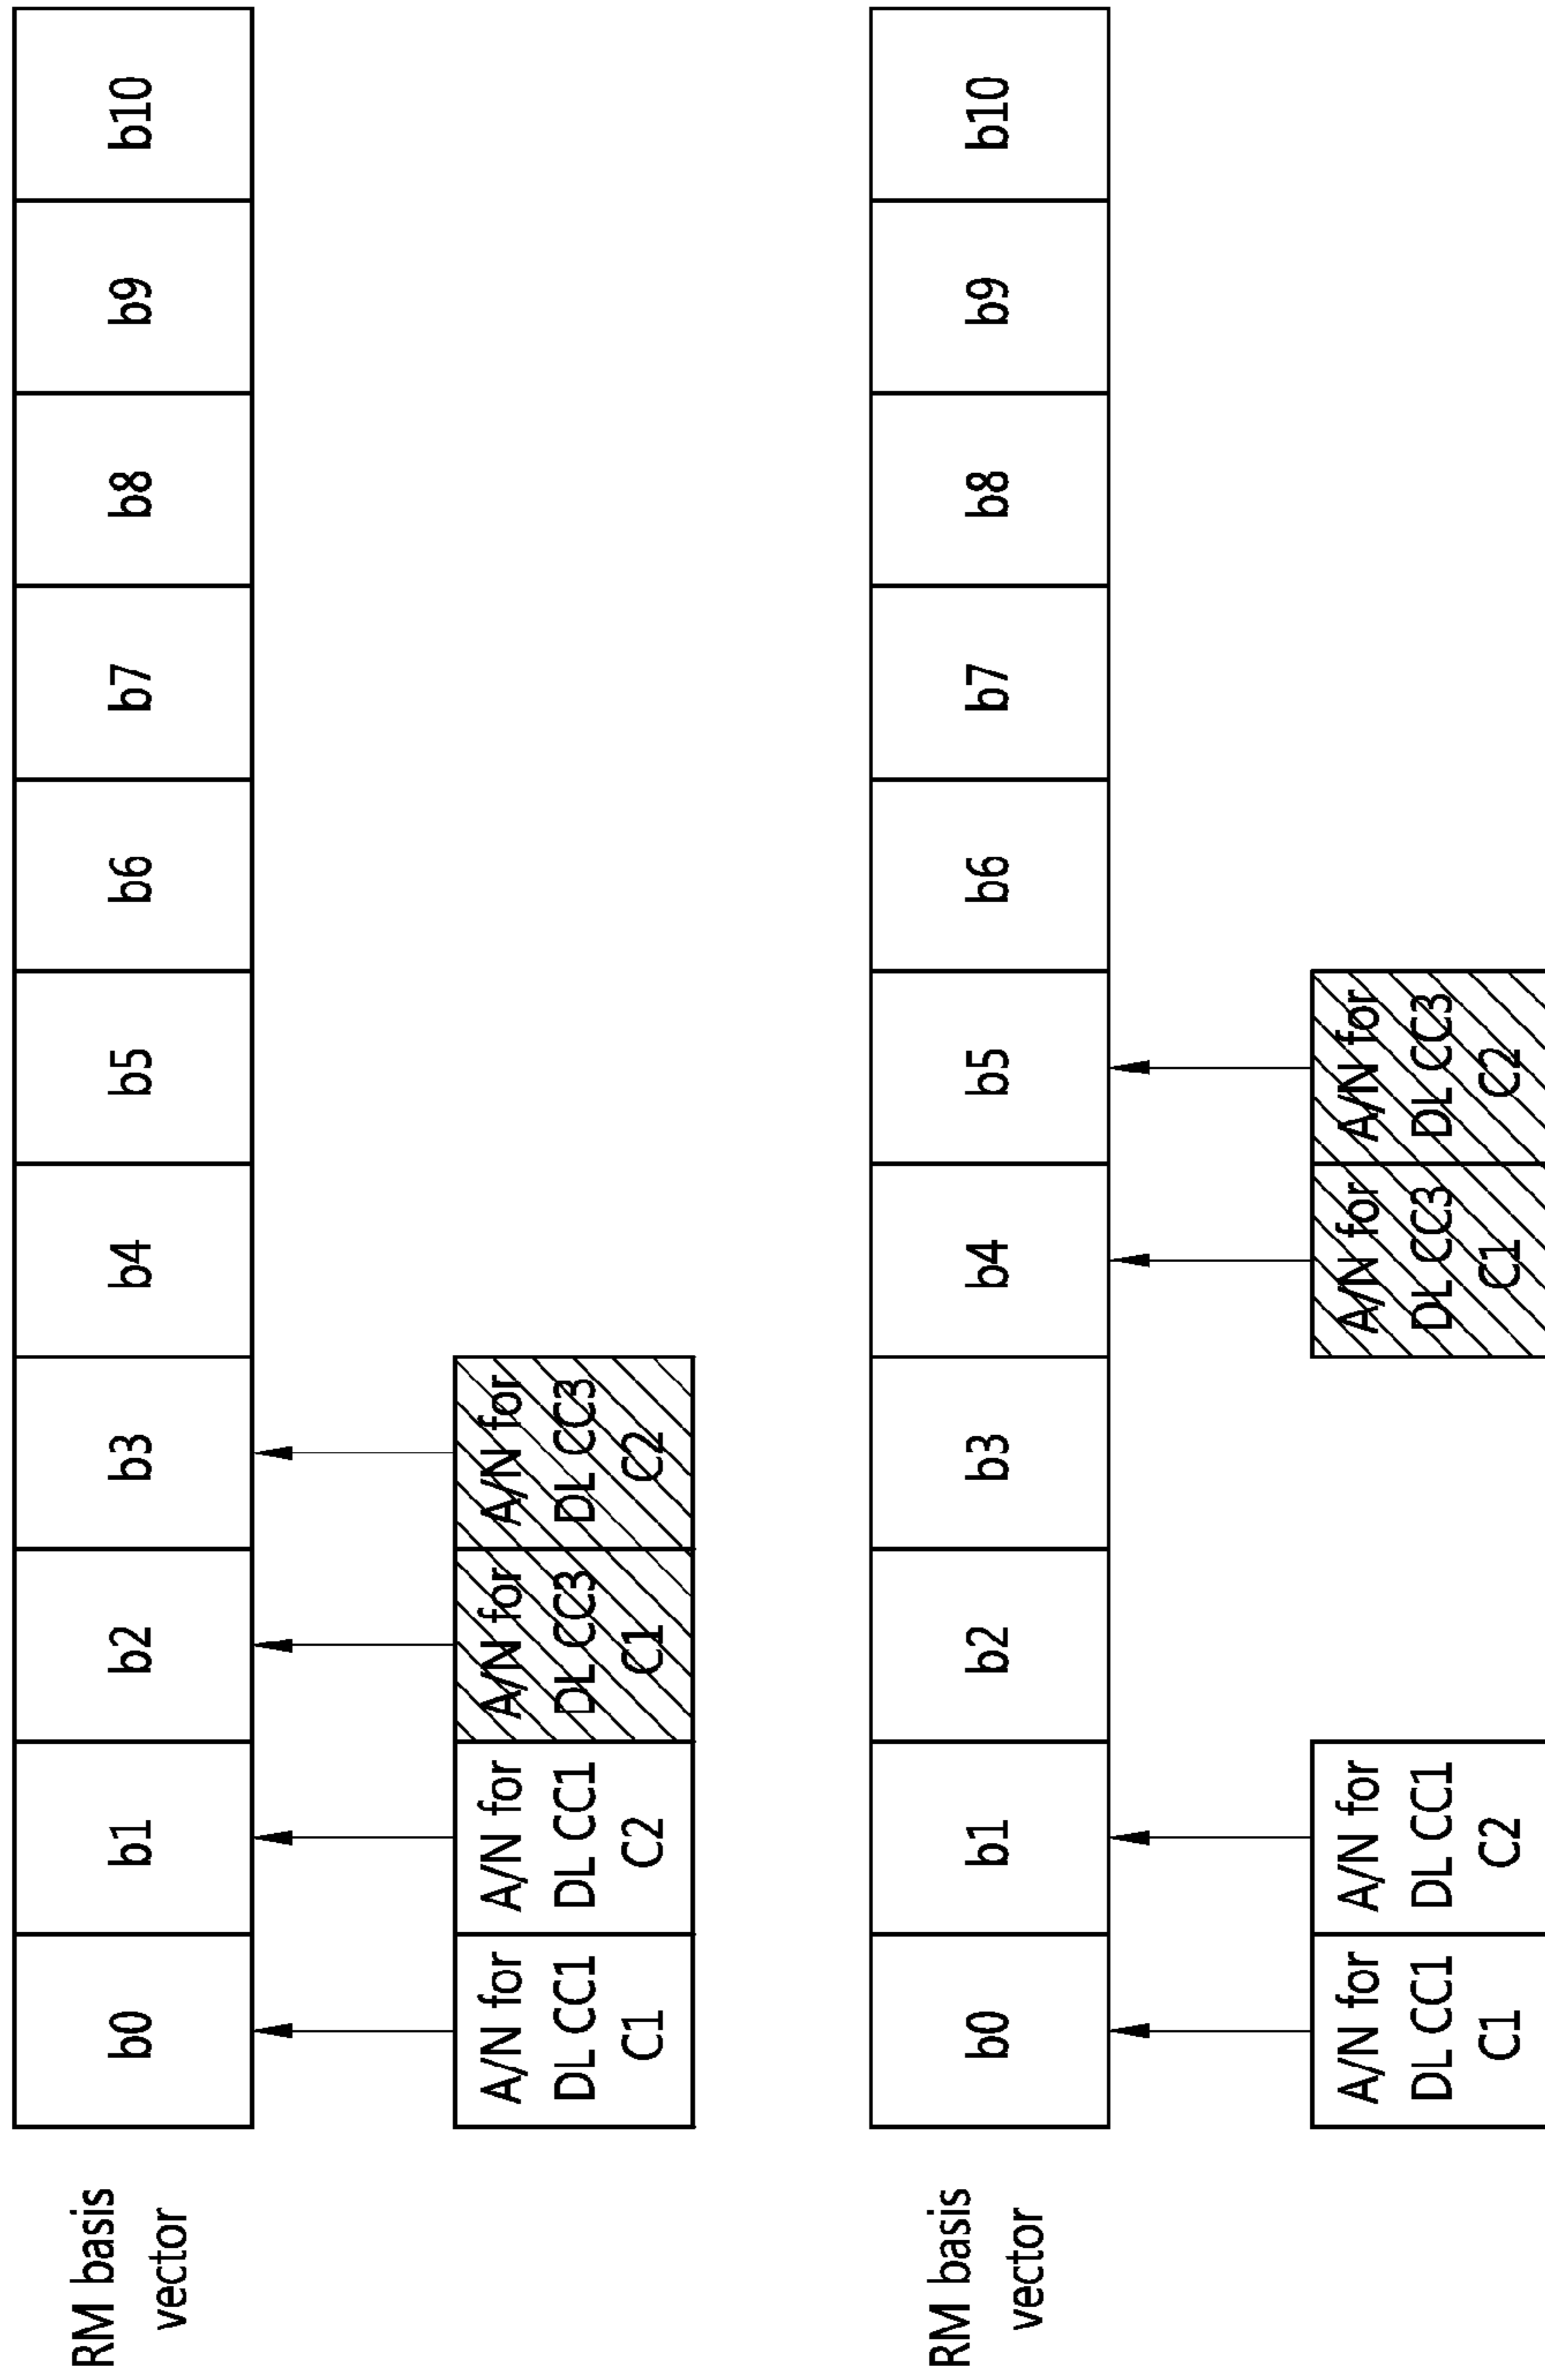 RM basis
vector
b0
b1
b2
b3
b4
b5
b6
b7
b8
b9
b10
A/N for
DL CC1
C1
A/N for
DL CC1
C2
A/N for
DL CC3
C1
A/N for
DL CC3
C2
RM basis
vector
b0
b1
b2
b3
b4
b5
b6
b7
b8
b9
b10
A/N for
DL CC1
C1
A/N for
DL CC1
C2
A/N for
DL CC3
C1
A/N for
DL CC3
C2